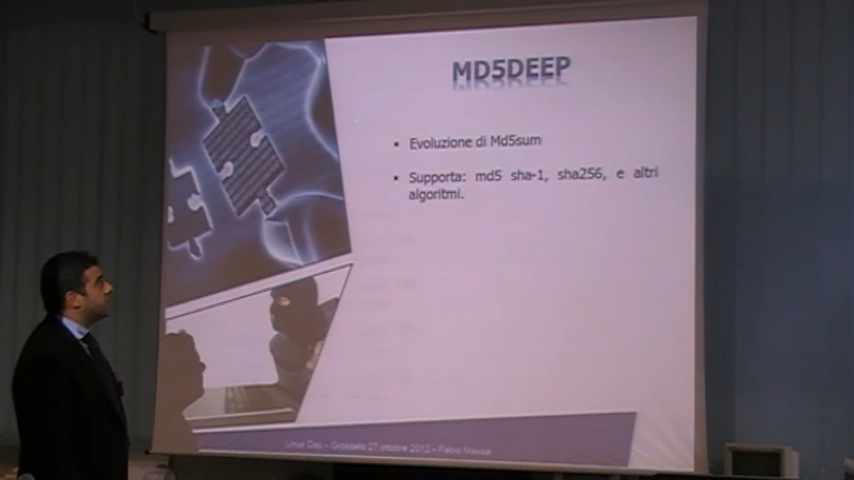 MD5DEEP
▪ Evoluzione di Md5sum
▪ Supporta: md5 sha-1, sha256, e altri
algoritmi.
Linux Day – Grosseto 27 ottobre 2012 – Fabio Massa